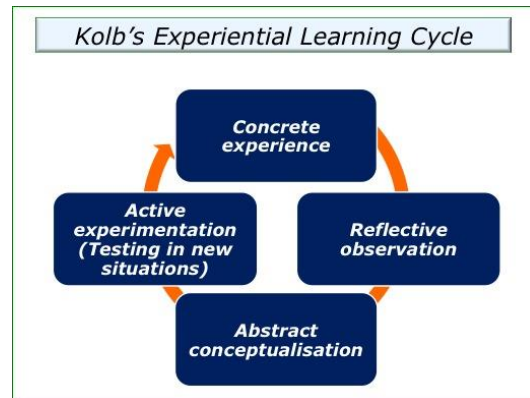 Kolb's Experiential Learning Cycle
Concrete
experience
Reflective
observation
Abstract
conceptualisation
Active
experimentation
(Testing in new
situations)